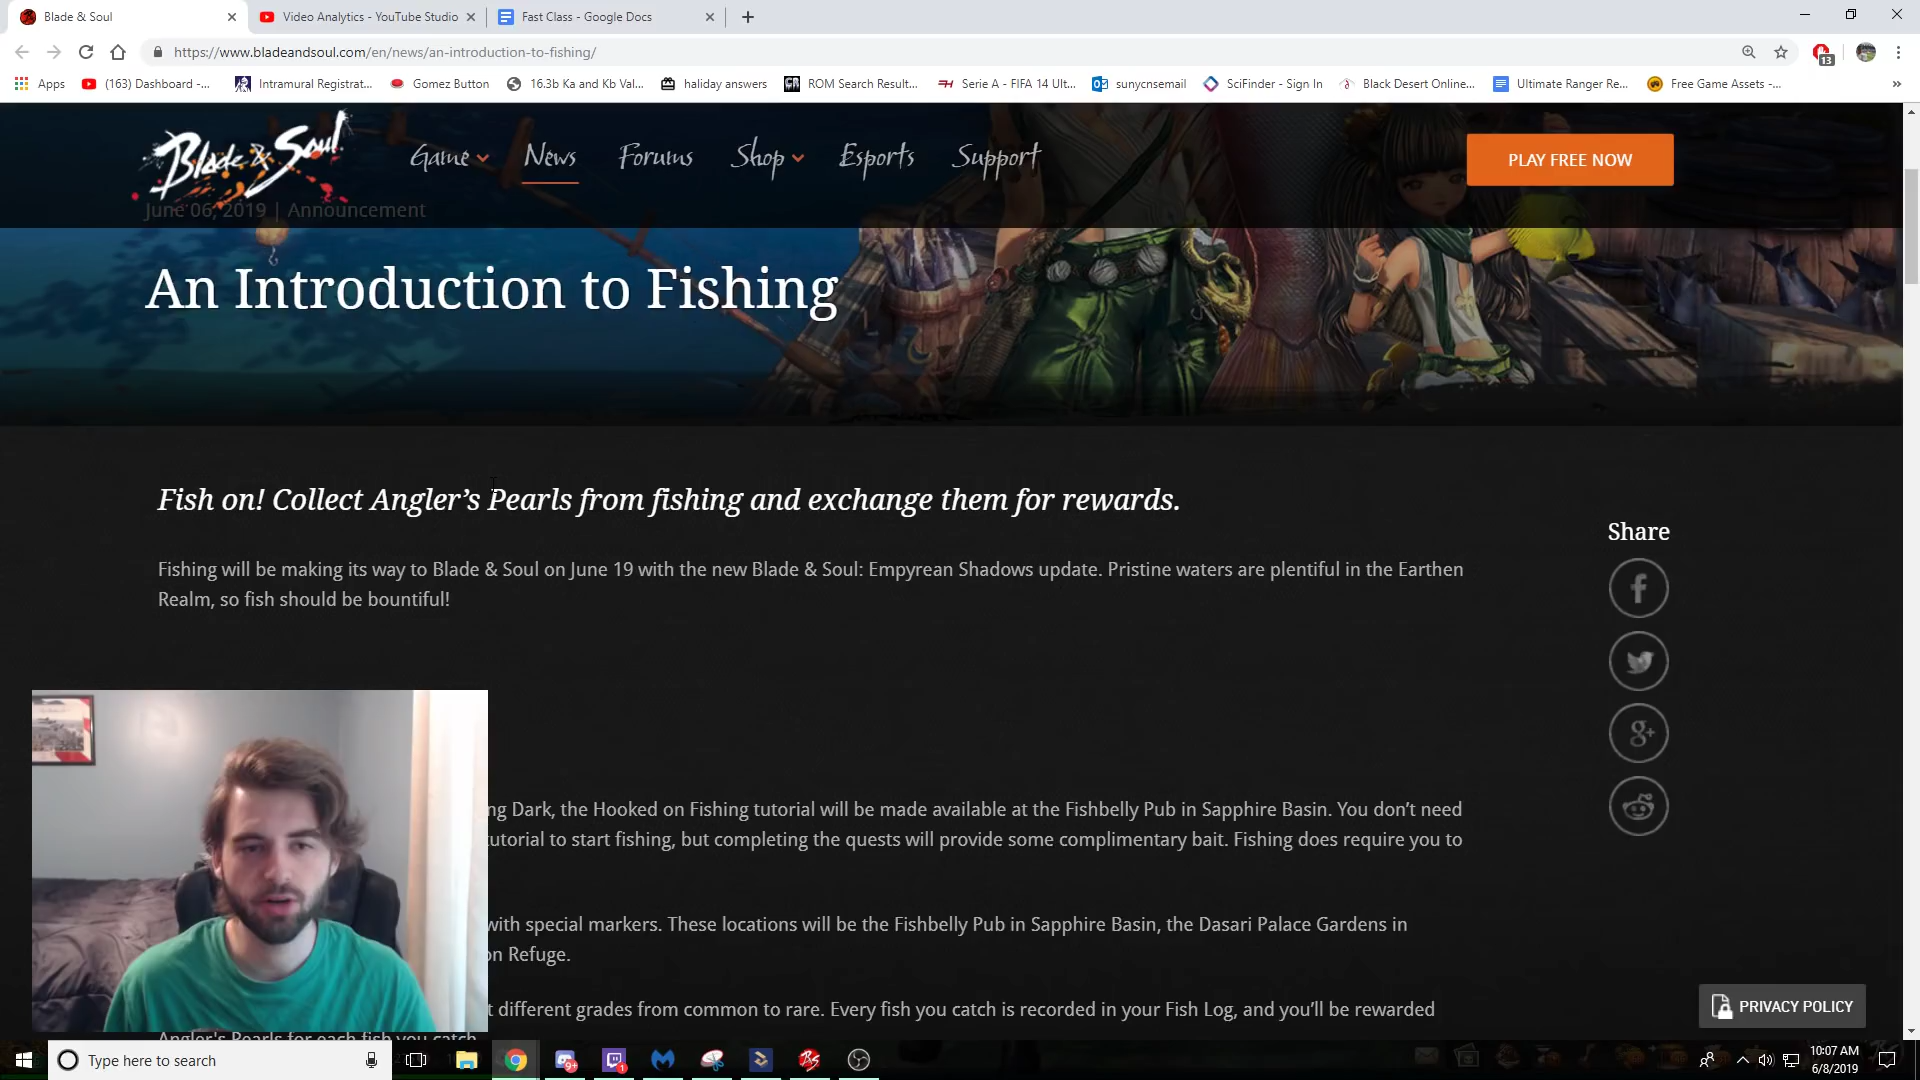 Blade & Soul
Video Analytics - YouTube Studio
Fast Class - Google Docs
https://www.bladeandsoul.com/en/news/an-introduction-to-fishing/
13
Apps
(163) Dashboard -...
Intramural Registrat...
Gomez Button
16.3b Ka and Kb Val...
haliday answers
ROM Search Result...
Serie A - FIFA 14 Ult...
sunycnsemail
SciFinder - Sign In
Black Desert Online...
Ultimate Ranger Re...
Free Game Assets -...
Blade & Soul
Game
News
Forums
Shop
Esports
Support
PLAY FREE NOW
June 06, 2019 | Announcement
An Introduction to Fishing
Fish on! Collect Angler’s Pearls from fishing and exchange them for rewards.
Share
Fishing will be making its way to Blade & Soul on June 19 with the new Blade & Soul: Empyrean Shadows update. Pristine waters are plentiful in the Earthen
Realm, so fish should be bountiful!
ng Dark, the Hooked on Fishing tutorial will be made available at the Fishbelly Pub in Sapphire Basin. You don’t need
utorial to start fishing, but completing the quests will provide some complimentary bait. Fishing does require you to
with special markers. These locations will be the Fishbelly Pub in Sapphire Basin, the Dasari Palace Gardens in
on Refuge.
t different grades from common to rare. Every fish you catch is recorded in your Fish Log, and you’ll be rewarded
Angler's Pearls for each fish you catch
PRIVACY POLICY
Type here to search
10:07 AM
6/8/2019